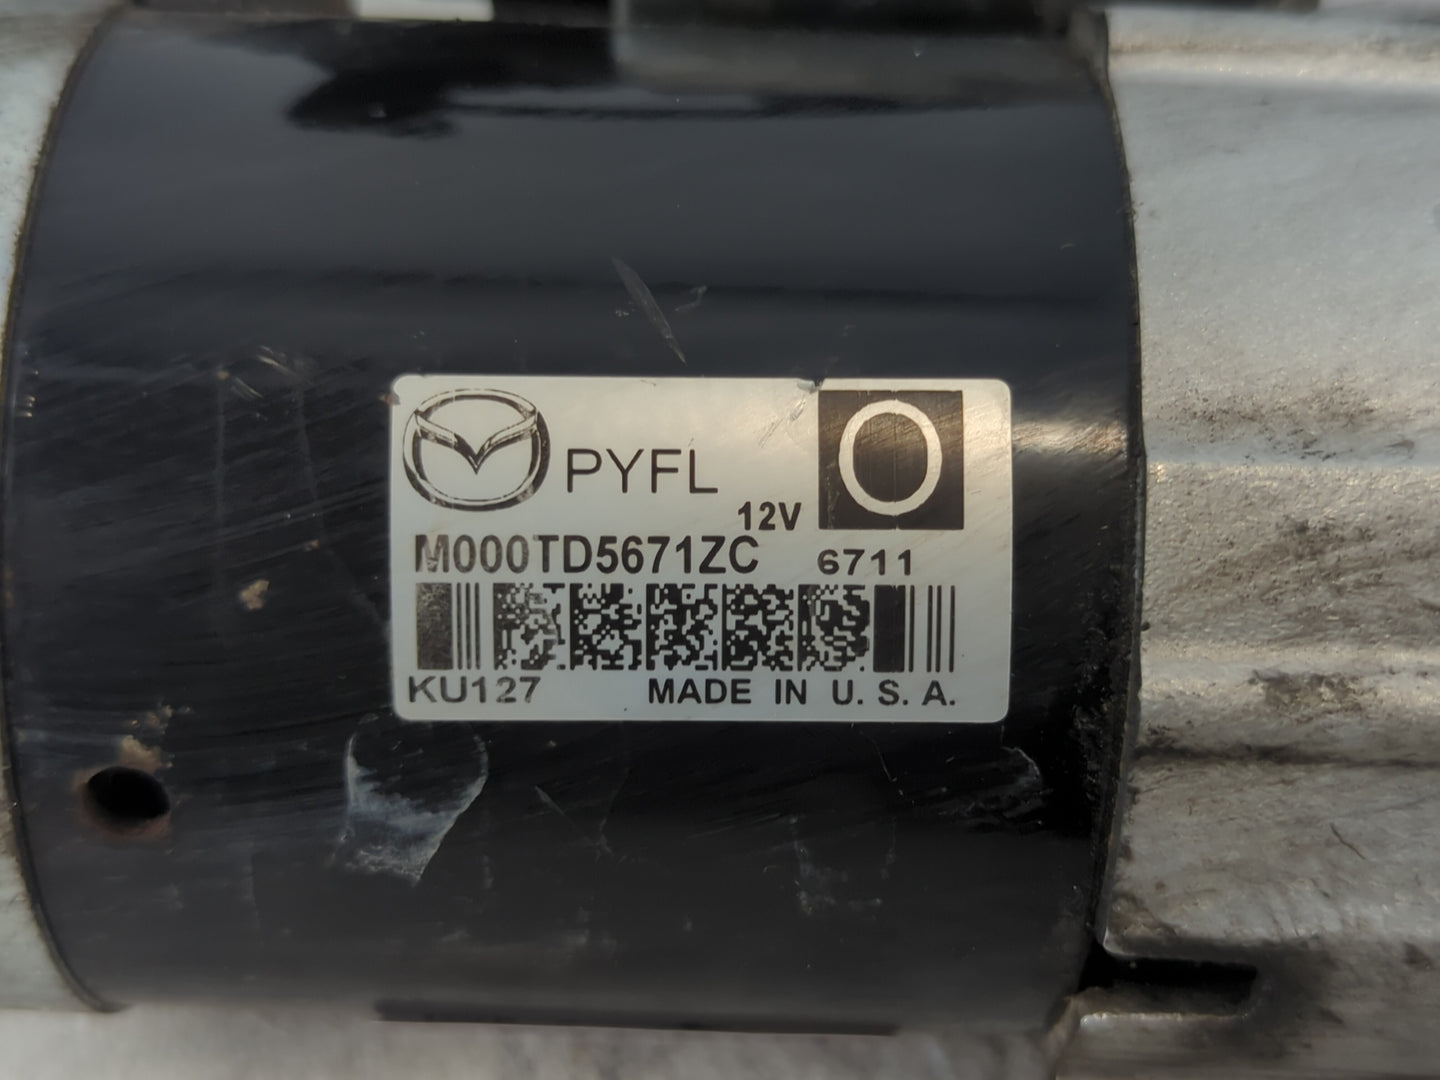 PYFL
12V
O
M000TD5671ZC 6711
KU127 MADE IN U. S. A.